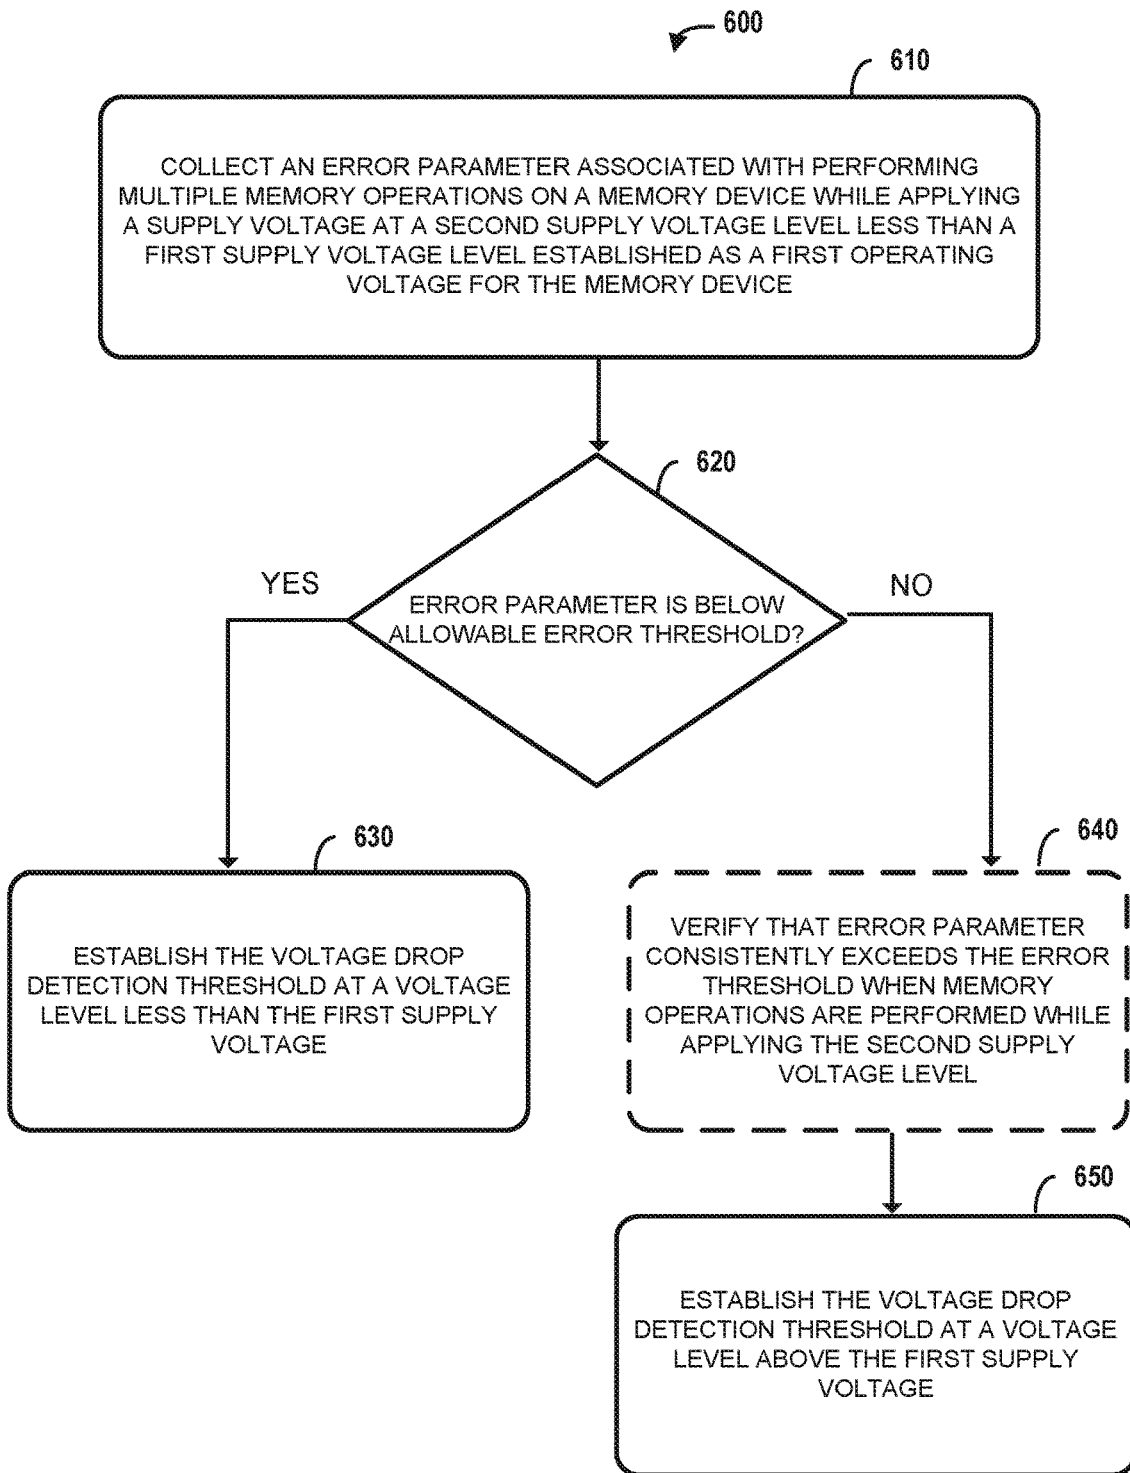 600
610
COLLECT AN ERROR PARAMETER ASSOCIATED WITH PERFORMING
MULTIPLE MEMORY OPERATIONS ON A MEMORY DEVICE WHILE APPLYING
A SUPPLY VOLTAGE AT A SECOND SUPPLY VOLTAGE LEVEL LESS THAN A
FIRST SUPPLY VOLTAGE LEVEL ESTABLISHED AS A FIRST OPERATING
VOLTAGE FOR THE MEMORY DEVICE
620
YES
NO
ERROR PARAMETER IS BELOW
ALLOWABLE ERROR THRESHOLD?
630
ESTABLISH THE VOLTAGE DROP
DETECTION THRESHOLD AT A VOLTAGE
LEVEL LESS THAN THE FIRST SUPPLY
VOLTAGE
640
VERIFY THAT ERROR PARAMETER
CONSISTENTLY EXCEEDS THE ERROR
THRESHOLD WHEN MEMORY
OPERATIONS ARE PERFORMED WHILE
APPLYING THE SECOND SUPPLY
VOLTAGE LEVEL
650
ESTABLISH THE VOLTAGE DROP
DETECTION THRESHOLD AT A VOLTAGE
LEVEL ABOVE THE FIRST SUPPLY
VOLTAGE